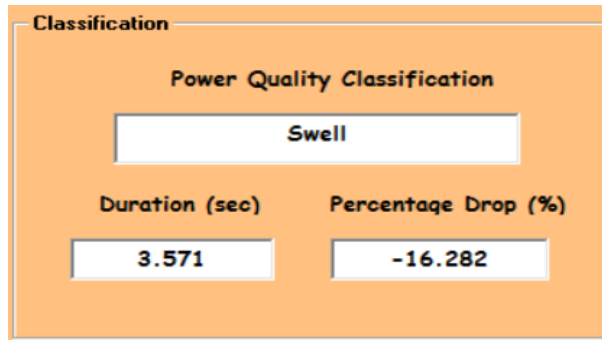 Classification
Power Quality Classification
Swell
Duration (sec) Percentage Drop (%)
3.571 -16.282